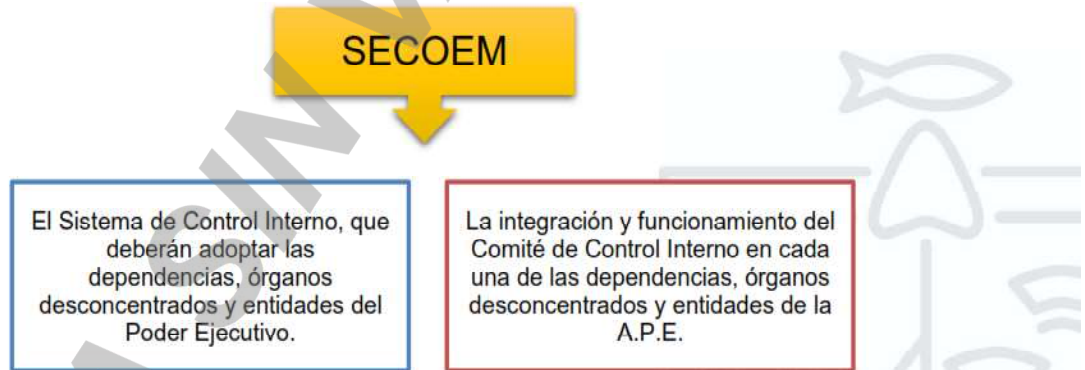 SECOEM
El Sistema de Control Interno, que
deberán adoptar las
dependencias, órganos
desconcentrados y entidades del
Poder Ejecutivo.
La integración y funcionamiento del
Comité de Control Interno en cada
una de las dependencias, órganos
desconcentrados y entidades de la
A.P.E.
SIN